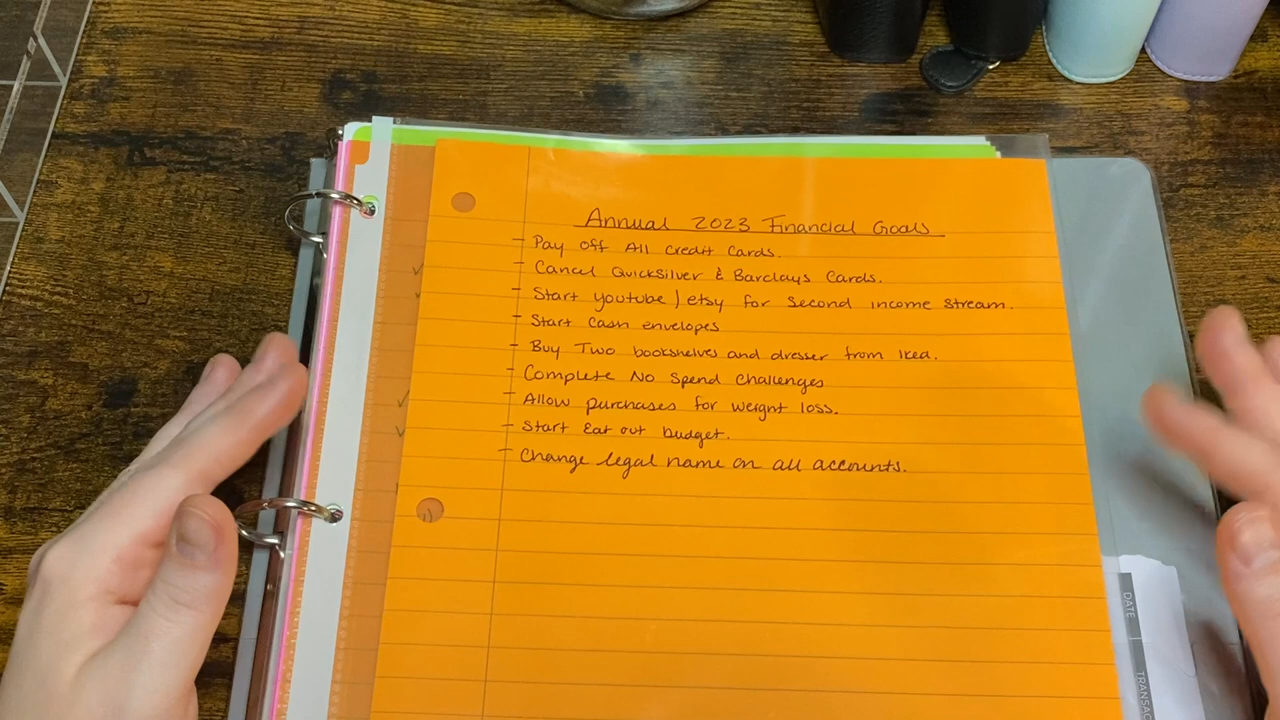 Annual 2023 Financial Goals
- Pay off All Credit Cards.
- Cancel Quicksilver & Barclays Cards.
- Start youtube / etsy for second income stream.
- Start Cash envelopes
- Buy Two bookshelves and dresser from Ikea.
- Complete No Spend Challenges
- Allow purchases for weight loss.
- Start Eat out budget.
- Change legal name on all accounts.
DATE
TRANSAC